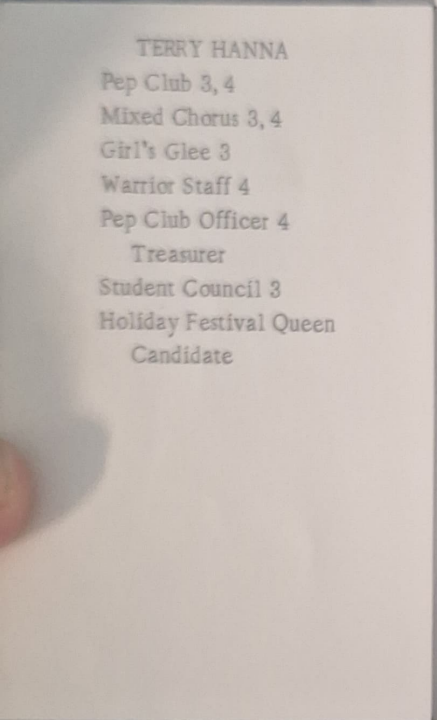 TERRY HANNA
Pep Club 3, 4
Mixed Chorus 3, 4
Girl's Glee 3
Warrior Staff 4
Pep Club Officer 4
Treasurer
Student Council 3
Holiday Festival Queen
Candidate